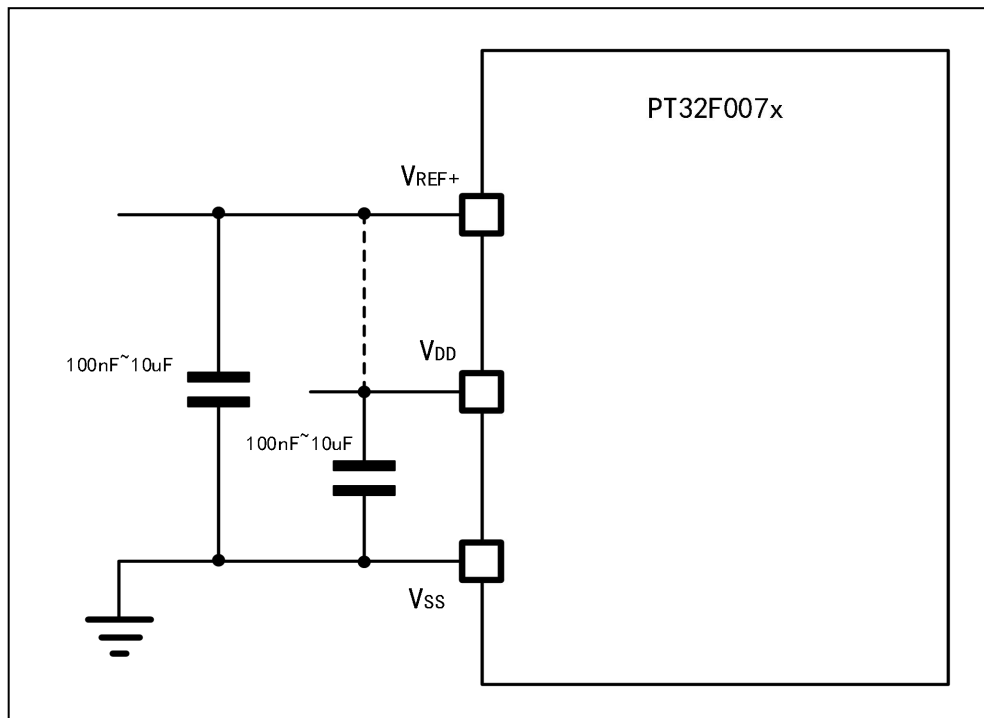 PT32F007x
VREF+
100nF~10uF
VDD
100nF~10uF
VSS